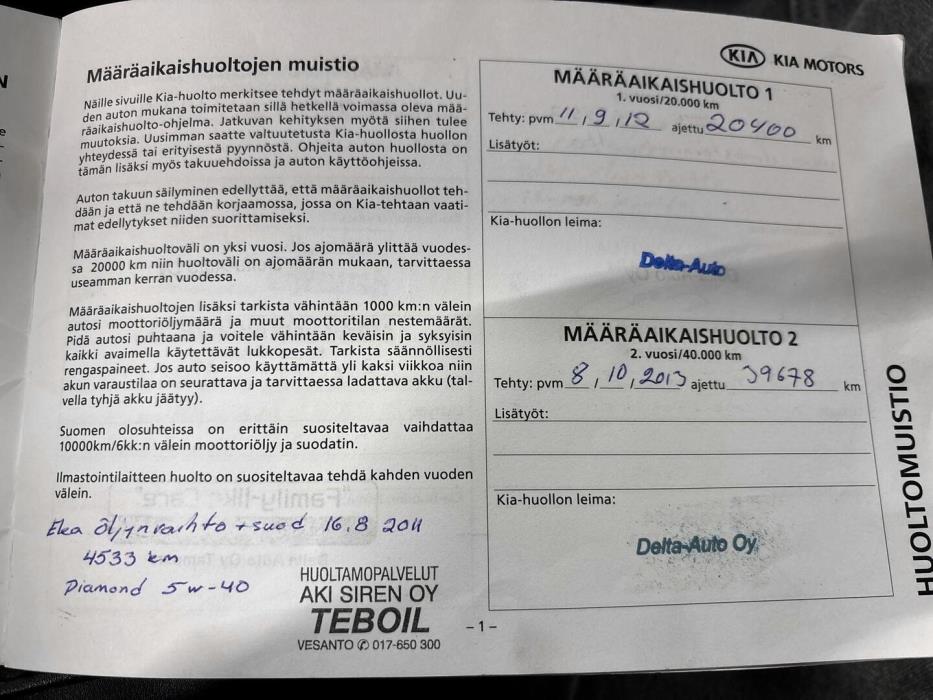 Määräaikaishuoltojen muistio
Näille sivuille Kia-huolto merkitsee tehdyt määräaikaishuollot. Uu-
den auton mukana toimitetaan sillä hetkellä voimassa oleva mää-
räaikaishuolto-ohjelma. Jatkuvan kehityksen myötä siihen tulee
muutoksia. Uusimman saatte valtuutetusta Kia-huollosta huollon
yhteydessä tai erityisestä pyynnöstä. Ohjeita auton huollosta on
tämän lisäksi myös takuuehdoissa ja auton käyttöohjeissa.
Auton takuun säilyminen edellyttää, että määräaikaishuollot teh-
dään ja että ne tehdään korjaamossa, jossa on Kia-tehtaan vaati-
mat edellytykset niiden suorittamiseksi.
Määräaikaishuoltoväli on yksi vuosi. Jos ajomäärä ylittää vuodes-
sa 20000 km niin huoltoväli on ajomäärän mukaan, tarvittaessa
useamman kerran vuodessa.
Määräaikaishuoltojen lisäksi tarkista vähintään 1000 km:n välein
autosi moottoriöljymäärä ja muut moottoritilan nestemäärät.
Pidä autosi puhtaana ja voitele vähintään keväisin ja syksyisin
kaikki avaimella käytettävät lukkopesät. Tarkista säännöllisesti
rengaspaineet. Jos auto seisoo käyttämättä yli kaksi viikkoa niin
akun varaustilaa on seurattava ja tarvittaessa ladattava akku (tal-
vella tyhjä akku jäätyy).
Suomen olosuhteissa on erittäin suositeltavaa vaihdattaa
10000km/6kk:n välein moottoriöljy ja suodatin.
Ilmastointilaitteen huolto on suositeltavaa tehdä kahden vuoden
välein.
Eka öljynvaihto + suod 16.8 2011
4533 km
Diamond 5w-40
HUOLTAMOPALVELUT
AKI SIREN OY
TEBOIL
VESANTO ✆ 017-650 300
- 1 -
KIA KIA MOTORS
MÄÄRÄAIKAISHUOLTO 1
1. vuosi/20.000 km
Tehty: pvm 11, 9, 12 ajettu 20400 km
Lisätyöt:
Kia-huollon leima:
Delta-Auto
MÄÄRÄAIKAISHUOLTO 2
2. vuosi/40.000 km
Tehty: pvm 8, 10, 2013 ajettu 39678 km
Lisätyöt:
Kia-huollon leima:
Delta-Auto Oy.
HUOLTOMUISTIO